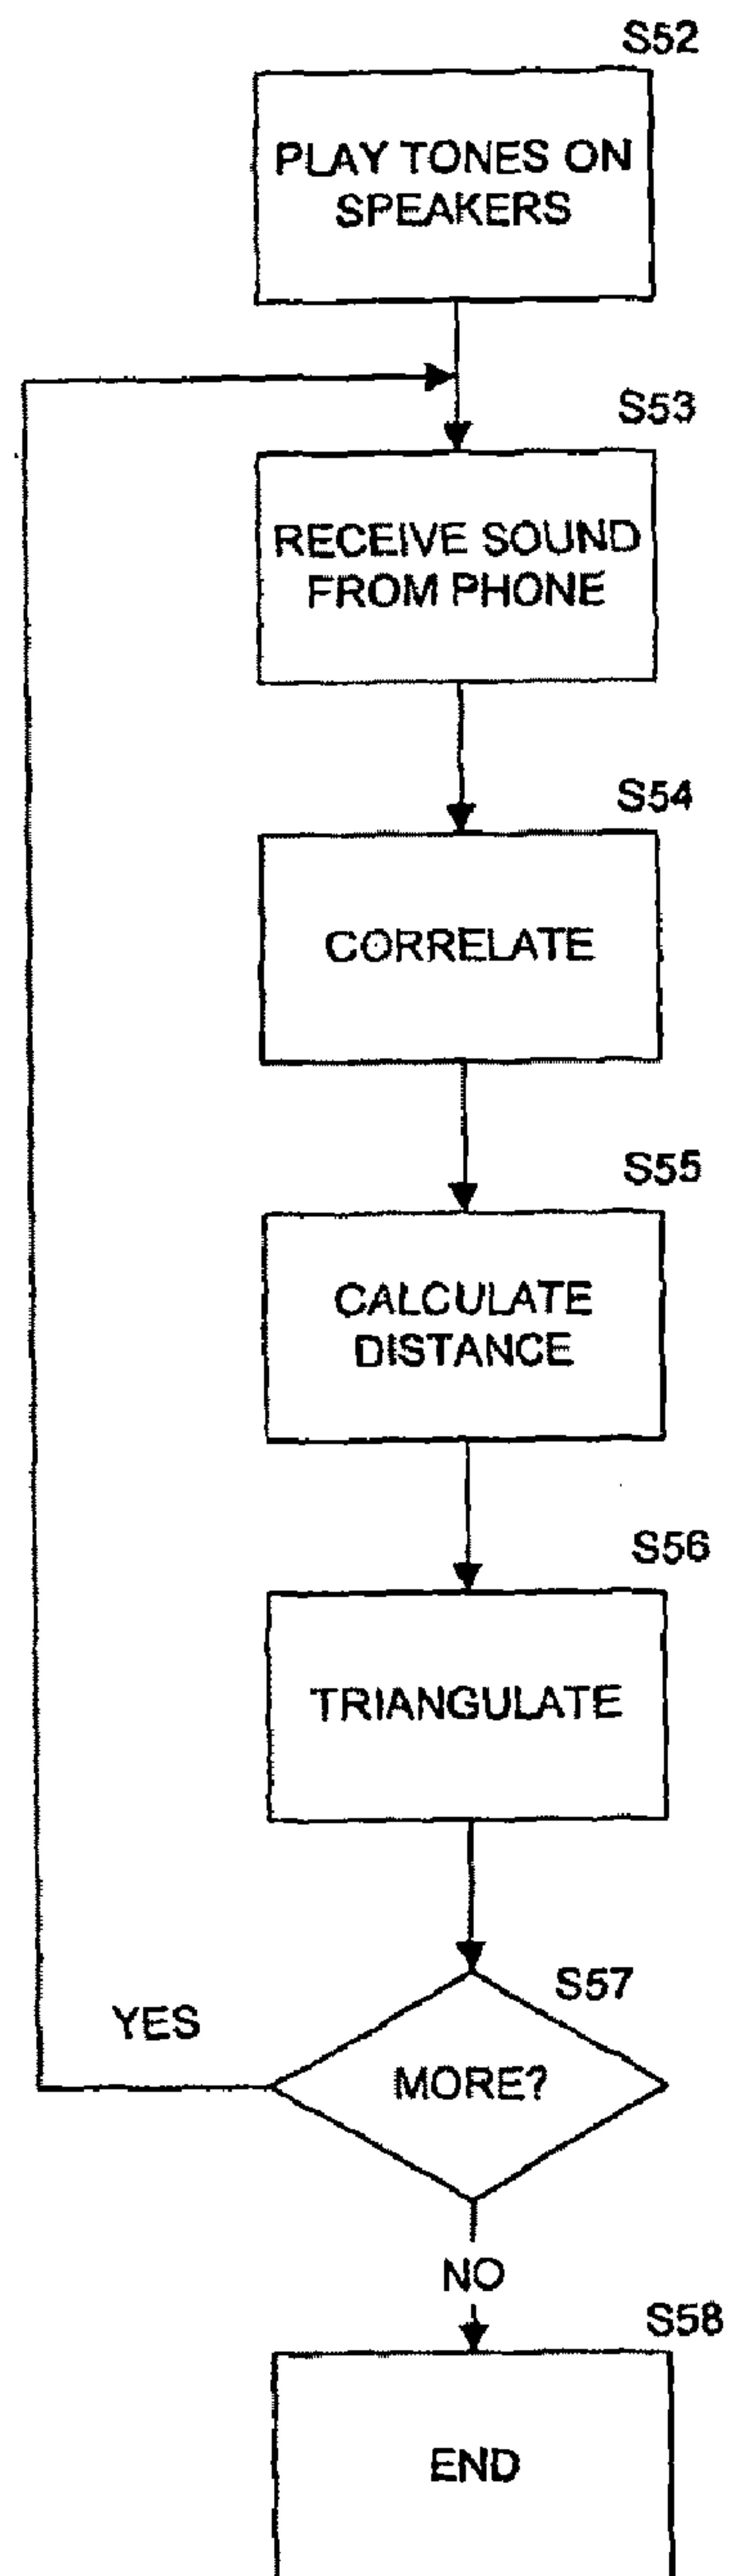 S52
PLAY TONES ON
SPEAKERS
S53
RECEIVE SOUND
FROM PHONE
S54
CORRELATE
S55
CALCULATE
DISTANCE
S56
TRIANGULATE
S57
YES
MORE?
NO
S58
END